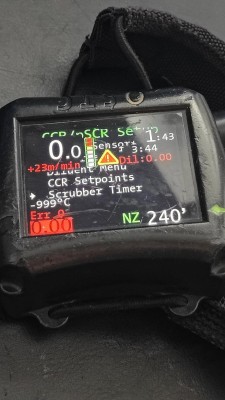 CCR/pSCR Setup
0.0 Sensors 1:43
3:44
+23m/min Dil:0.00
Diluent Menu
CCR Setpoints
Scrubber Timer
-999°C
Err 0
0.00 NZ 240'